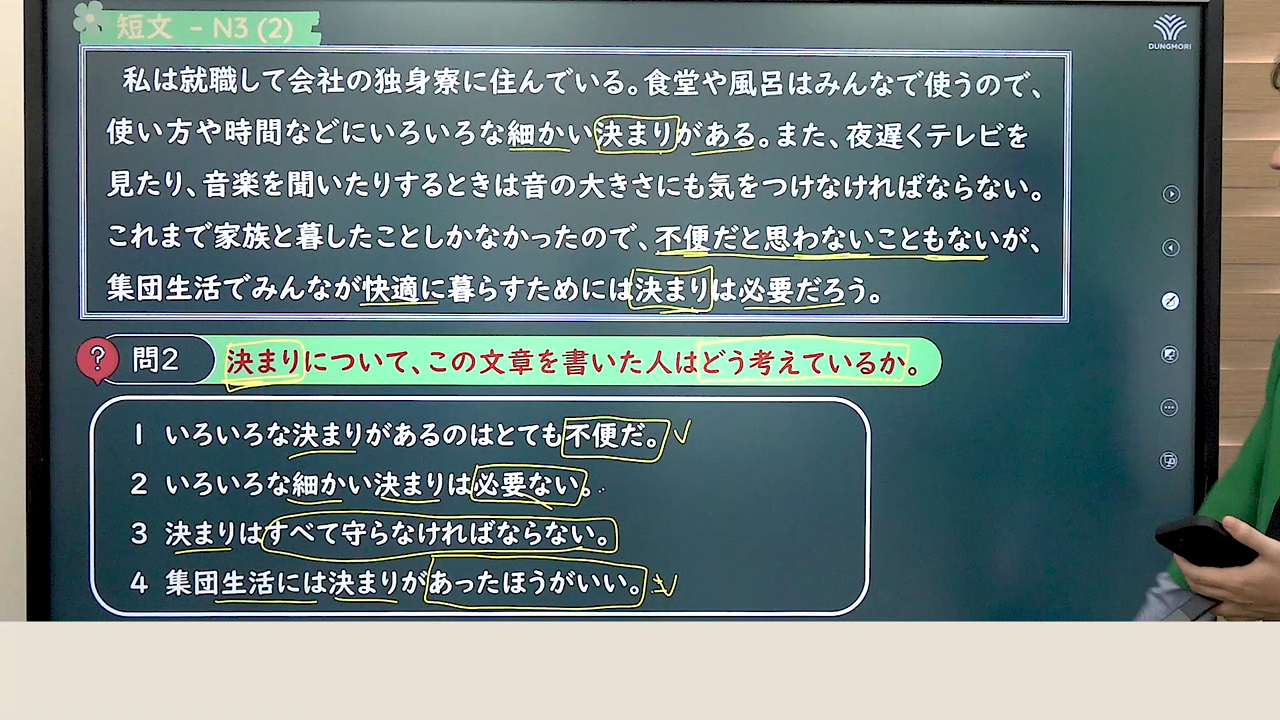 短文 - N3 (2)
DUNGMORI
私は就職して会社の独身寮に住んでいる。食堂や風呂はみんなで使うので、
使い方や時間などにいろいろな細かい決まりがある。また、夜遅くテレビを
見たり、音楽を聞いたりするときは音の大きさにも気をつけなければならない。
これまで家族と暮したことしかなかったので、不便だと思わないこともないが、
集団生活でみんなが快適に暮らすためには決まりは必要だろう。
? 問2 決まりについて、この文章を書いた人はどう考えているか。
1 いろいろな決まりがあるのはとても不便だ。
2 いろいろな細かい決まりは必要ない。
3 決まりはすべて守らなければならない。
4 集団生活には決まりがあったほうがいい。